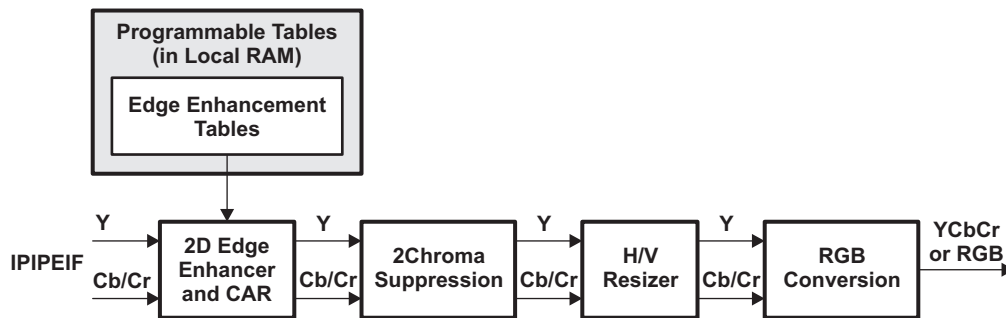 Programmable Tables
(in Local RAM)
Edge Enhancement
Tables
Y
Y
Y
Y
YCbCr
or RGB
IPIPEIF
2D Edge
Enhancer
and CAR
2Chroma
Suppression
H/V
Resizer
RGB
Conversion
Cb/Cr
Cb/Cr
Cb/Cr
Cb/Cr